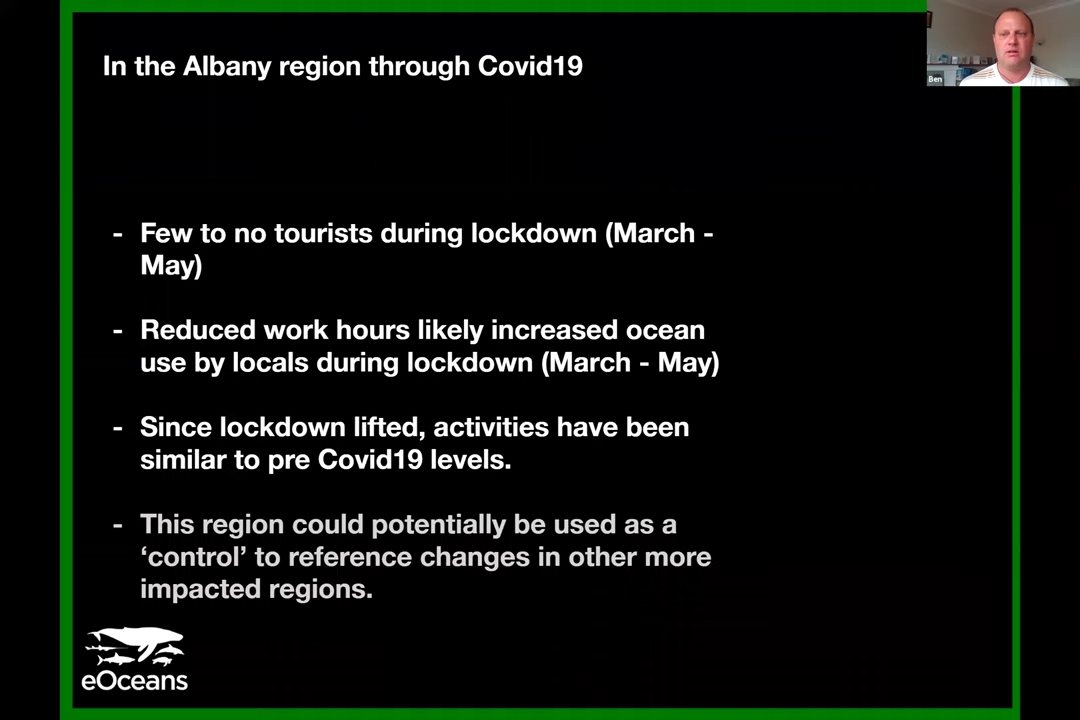 In the Albany region through Covid19
Ben
- Few to no tourists during lockdown (March -
May)
- Reduced work hours likely increased ocean
use by locals during lockdown (March - May)
- Since lockdown lifted, activities have been
similar to pre Covid19 levels.
- This region could potentially be used as a
‘control’ to reference changes in other more
impacted regions.
eOceans